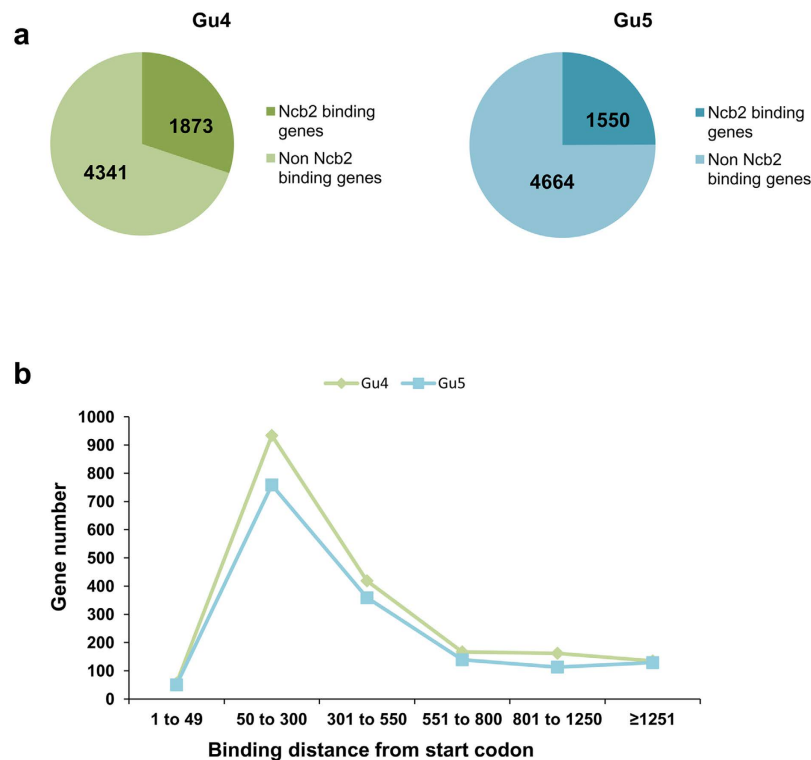 a
Gu4
Gu5
1873
4341
Ncb2 binding
genes
Non Ncb2
binding genes
1550
4664
Ncb2 binding
genes
Non Ncb2
binding genes
b
Gu4
Gu5
1000
900
800
700
600
500
400
300
200
100
0
Gene number
1 to 49
50 to 300
301 to 550
551 to 800
801 to 1250
≥1251
Binding distance from start codon